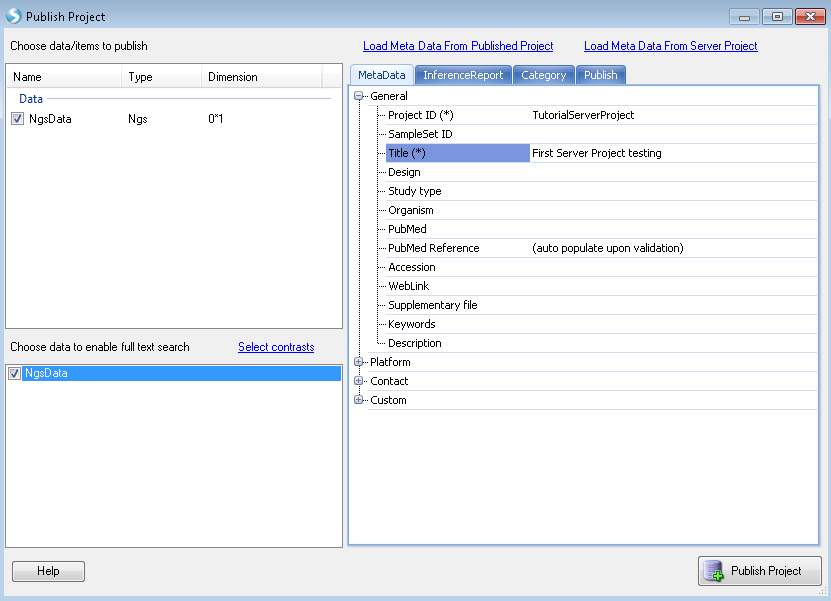 Publish Project
Choose data/items to publish
Load Meta Data From Published Project
Load Meta Data From Server Project
Name Type Dimension
Data
NgsData Ngs 0*1
Choose data to enable full text search
Select contrasts
NgsData
MetaData InferenceReport Category Publish
General
Project ID (*) TutorialServerProject
SampleSet ID
Title (*) First Server Project testing
Design
Study type
Organism
PubMed
PubMed Reference (auto populate upon validation)
Accession
WebLink
Supplementary file
Keywords
Description
Platform
Contact
Custom
Help
Publish Project